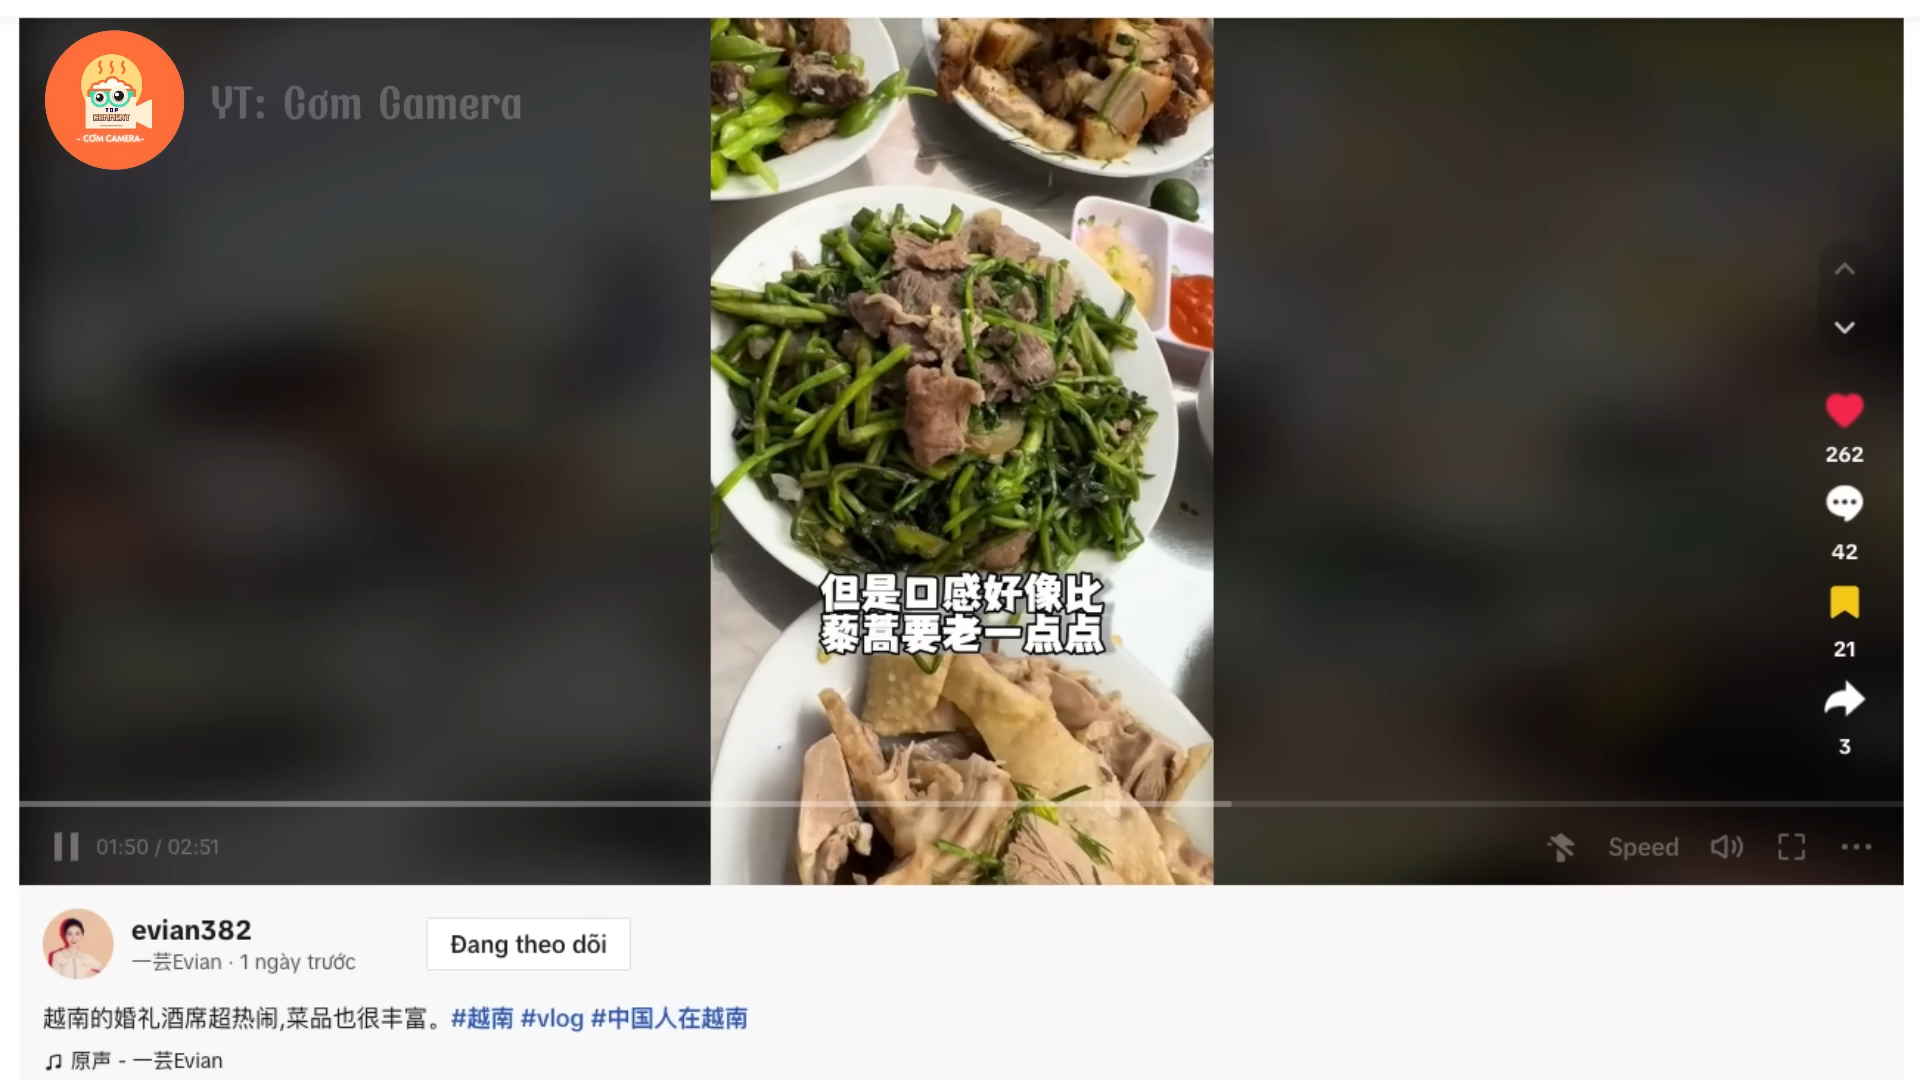 TOP
COMMENT
- CƠM CAMERA-
YT: Cơm Camera
但是口感好像比
藜蒿要老一点点
262
42
21
3
01:50 / 02:51
Speed
evian382
一芸Evian · 1 ngày trước
Đang theo dõi
越南的婚礼酒席超热闹,菜品也很丰富。#越南 #vlog #中国人在越南
原声 - 一芸Evian